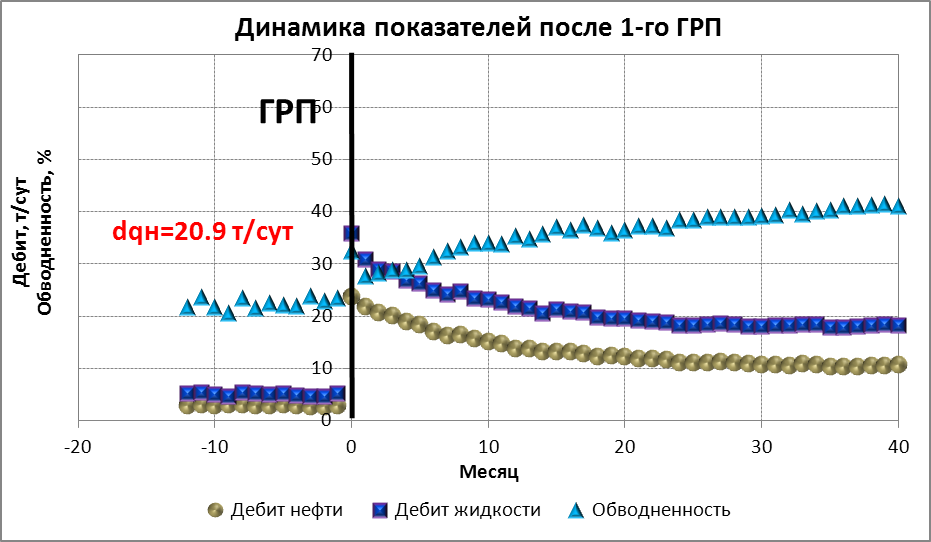 Динамика показателей после 1-го ГРП
Дебит, т/сут
Обводненность, %
70
60
50
40
30
20
10
0
ГРП
dqн=20.9 т/сут
-20 -10 0 10 20 30 40
Месяц
Дебит нефти Дебит жидкости Обводненность